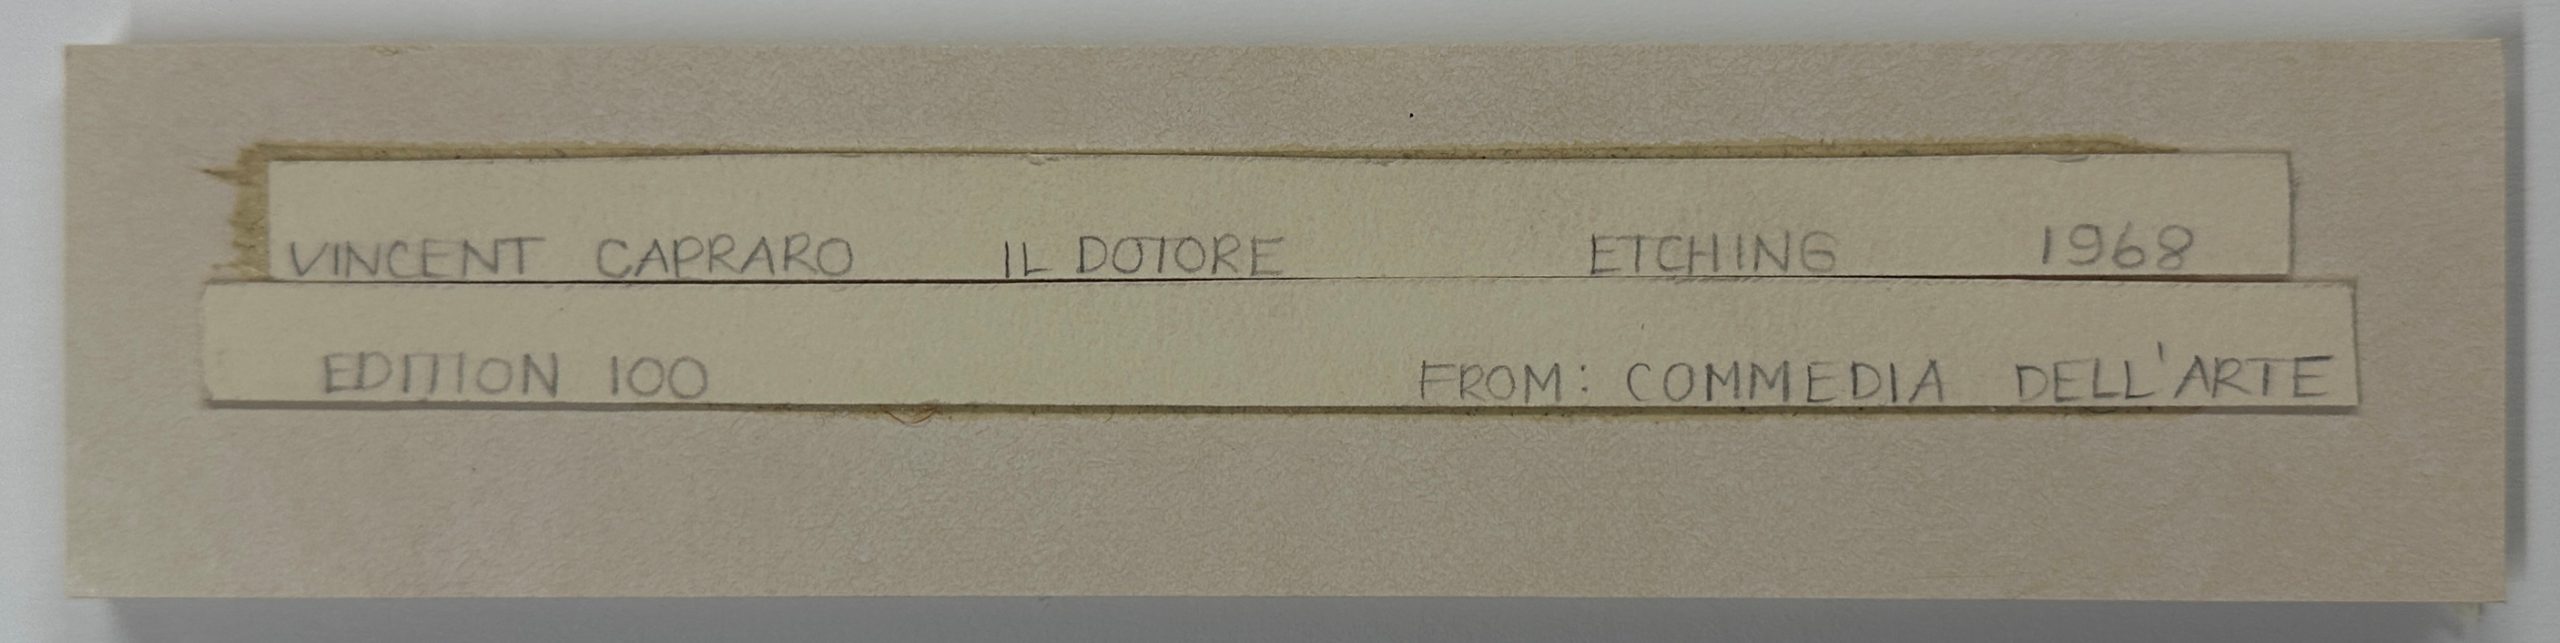 VINCENT CAPRARO IL DOTORE ETCHING 1968
EDITION 100 FROM: COMMEDIA DELL'ARTE